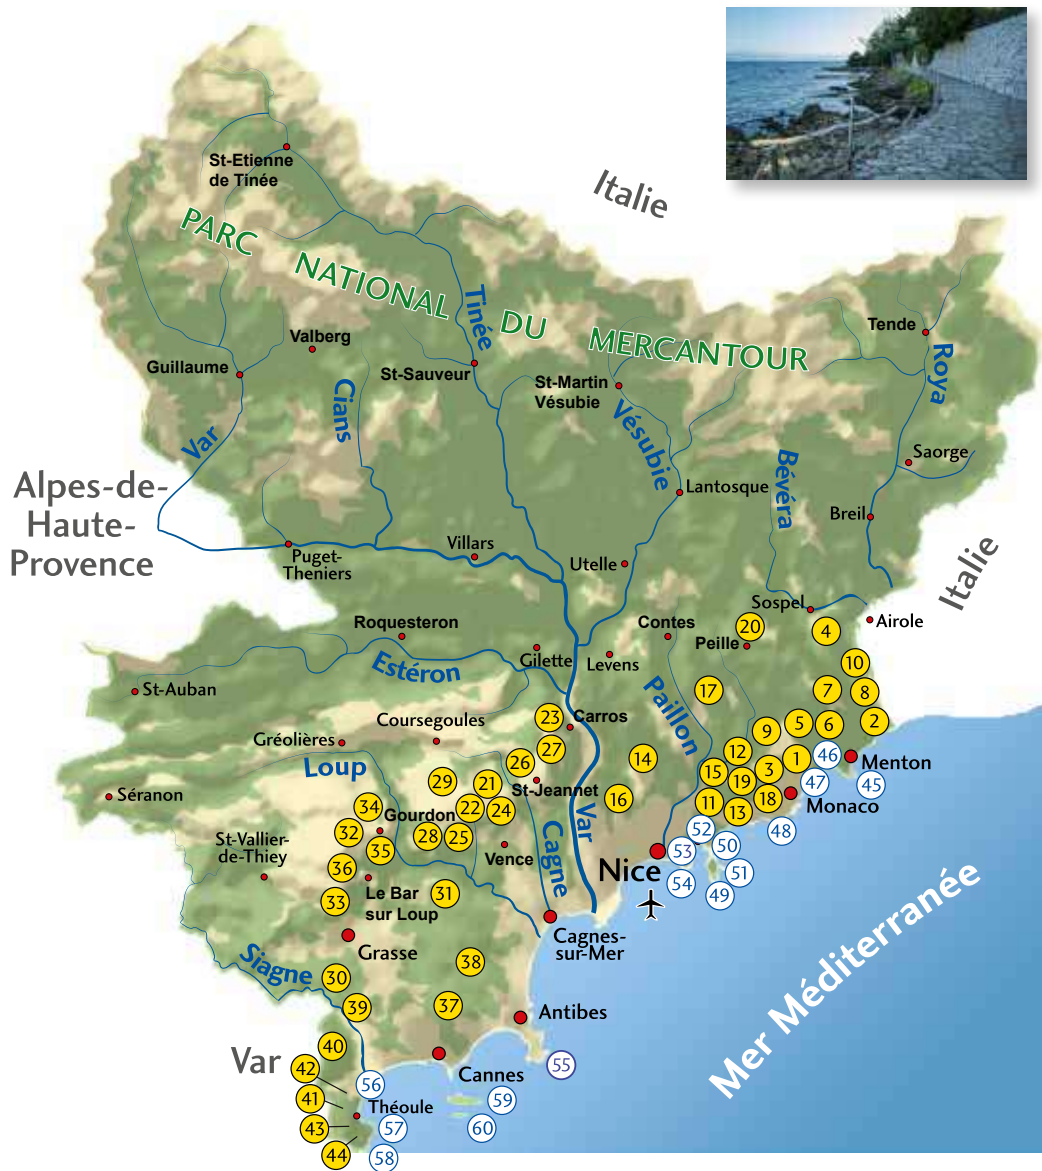 Italie
St-Etienne
de Tinée
PARC NATIONAL DU MERCANTOUR
Tinée
Tende
Valberg
Roya
Guillaume
St-Sauveur
St-Martin
Vésubie
Cians
Vésubie
Var
Saorge
Bévéra
Alpes-de-
Haute-
Provence
Lantosque
Breil
Villars
Italie
Puget-
Theniers
Utelle
Sospel
Airole
Roquesteron
Contes
20
4
Peille
Gilette
Levens
10
Estéron
St-Auban
17
7
8
Paillon
Coursegoules
23
Carros
5
6
2
9
Gréolières
27
12
46
14
1
Menton
26
Loup
15
3
29
21
St-Jeannet
19
47
45
Séranon
16
18
Monaco
34
22
24
11
13
Gourdon
Var
32
28
25
52
48
St-Vallier-
de-Thiey
35
Vence
53
50
Cagne
36
Nice
51
Le Bar
sur Loup
31
54
49
33
Grasse
Cagnes-
sur-Mer
Siagne
38
30
Mer Méditerranée
39
37
Antibes
40
Var
42
55
Cannes
56
41
59
Théoule
43
57
60
44
58